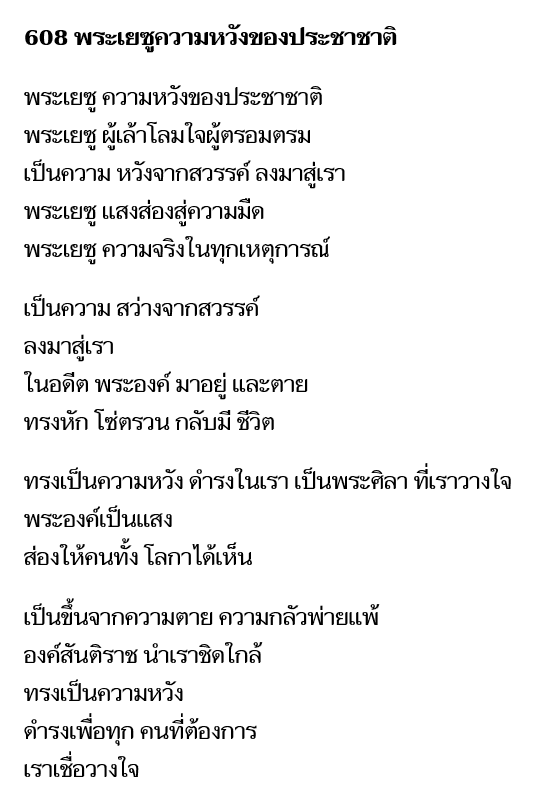 608 พระเยซูความหวังของประชาชาติ
พระเยซู ความหวังของประชาชาติ
พระเยซู ผู้เล้าโลมใจผู้ตรอมตรม
เป็นความ หวังจากสวรรค์ ลงมาสู่เรา
พระเยซู แสงส่องสู่ความมืด
พระเยซู ความจริงในทุกเหตุการณ์
เป็นความ สว่างจากสวรรค์
ลงมาสู่เรา
ในอดีต พระองค์ มาอยู่ และตาย
ทรงหัก โซ่ตรวน กลับมี ชีวิต
ทรงเป็นความหวัง ดำรงในเรา เป็นพระศิลา ที่เราวางใจ
พระองค์เป็นแสง
ส่องให้คนทั้ง โลกาได้เห็น
เป็นขึ้นจากความตาย ความกลัวพ่ายแพ้
องค์สันติราช นำเราชิดใกล้
ทรงเป็นความหวัง
ดำรงเพื่อทุก คนที่ต้องการ
เราเชื่อวางใจ